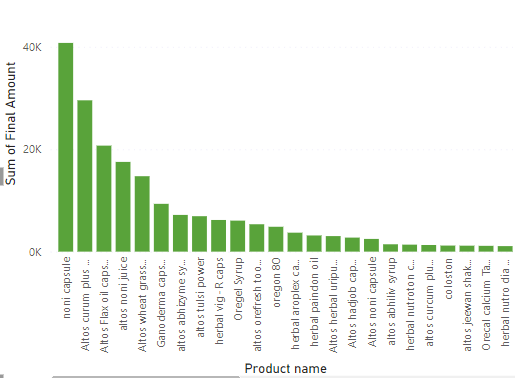 40K
20K
0K
Sum of Final Amount
noni capsule
Altos curum plus ...
Altos Flax oil caps...
altos noni juice
Altos wheat grass...
Ganoderma caps...
altos abhizyme sy...
altos tulsi power
herbal vig - R caps
Oregel Syrup
altos orefresh too...
oregon 80
herbal aroplex ca...
herbal paindon oil
Altos herbal uripu...
Altos hadjob cap...
Altos noni capsule
altos abhiliv syrup
herbal nutroton c...
altos curcum plu...
coloston
altos jeewan shak...
Orecal calcium Ta...
herbal nutro dia ...
Product name